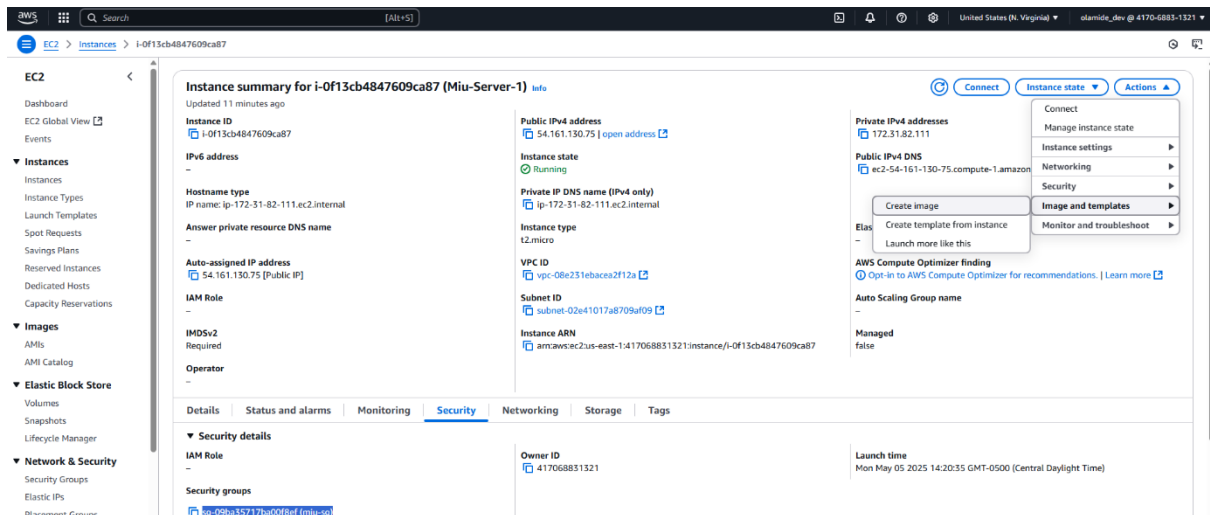 aws
Search [Alt+S] United States (N. Virginia) ▼ olamide_dev @ 4170-6883-1321 ▼
EC2 > Instances > i-0f13cb4847609ca87
EC2
Dashboard
EC2 Global View
Events
▼ Instances
Instances
Instance Types
Launch Templates
Spot Requests
Savings Plans
Reserved Instances
Dedicated Hosts
Capacity Reservations
▼ Images
AMIs
AMI Catalog
▼ Elastic Block Store
Volumes
Snapshots
Lifecycle Manager
▼ Network & Security
Security Groups
Elastic IPs
Placement Groups
Instance summary for i-0f13cb4847609ca87 (Miu-Server-1) Info
Updated 11 minutes ago
Connect
Instance state ▼
Actions ▲
Connect
Manage instance state
Instance settings
Networking
Security
Image and templates
Monitor and troubleshoot
Create image
Create template from instance
Launch more like this
Instance ID
i-0f13cb4847609ca87
Public IPv4 address
54.161.130.75 | open address
Private IPv4 addresses
172.31.82.111
IPv6 address
–
Instance state
Running
Public IPv4 DNS
ec2-54-161-130-75.compute-1.amazon
Hostname type
IP name: ip-172-31-82-111.ec2.internal
Private IP DNS name (IPv4 only)
ip-172-31-82-111.ec2.internal
Answer private resource DNS name
–
Instance type
t2.micro
Elas
–
Auto-assigned IP address
54.161.130.75 [Public IP]
VPC ID
vpc-08e231ebacea2f12a
AWS Compute Optimizer finding
Opt-in to AWS Compute Optimizer for recommendations. | Learn more
IAM Role
–
Subnet ID
subnet-02e41017a8709af09
Auto Scaling Group name
–
IMDSv2
Required
Instance ARN
arn:aws:ec2:us-east-1:417068831321:instance/i-0f13cb4847609ca87
Managed
false
Operator
–
Details Status and alarms Monitoring Security Networking Storage Tags
▼ Security details
IAM Role
–
Owner ID
417068831321
Launch time
Mon May 05 2025 14:20:35 GMT-0500 (Central Daylight Time)
Security groups
sg-09ba35717ba00f8ef (miu-sg)